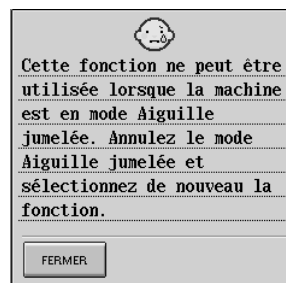 Cette fonction ne peut être
utilisée lorsque la machine
est en mode Aiguille
jumelée. Annulez le mode
Aiguille jumelée et
sélectionnez de nouveau la
fonction.
FERMER